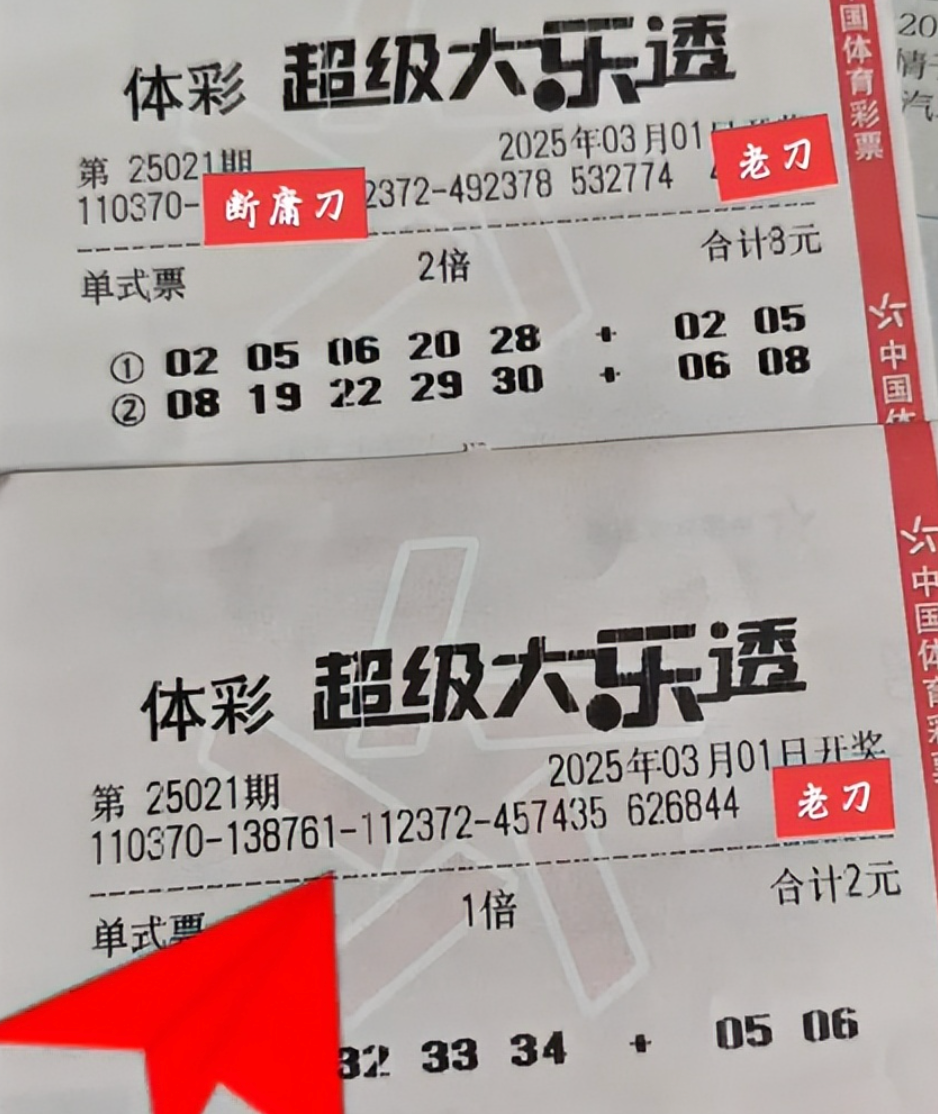 体彩 超级大乐透
第 25021期 2025年03月01日开奖
110370- 断庸刀 2372-492378 532774 老刀
单式票 2倍 合计8元
① 02 05 06 20 28 + 02 05
② 08 19 22 29 30 + 06 08
国体育彩票
中国体
20
情
汽
体彩 超级大乐透
第 25021期 2025年03月01日开奖
110370-138761-112372-457435 626844 老刀
单式票 1倍 合计2元
32 33 34 + 05 06
中国体育彩票